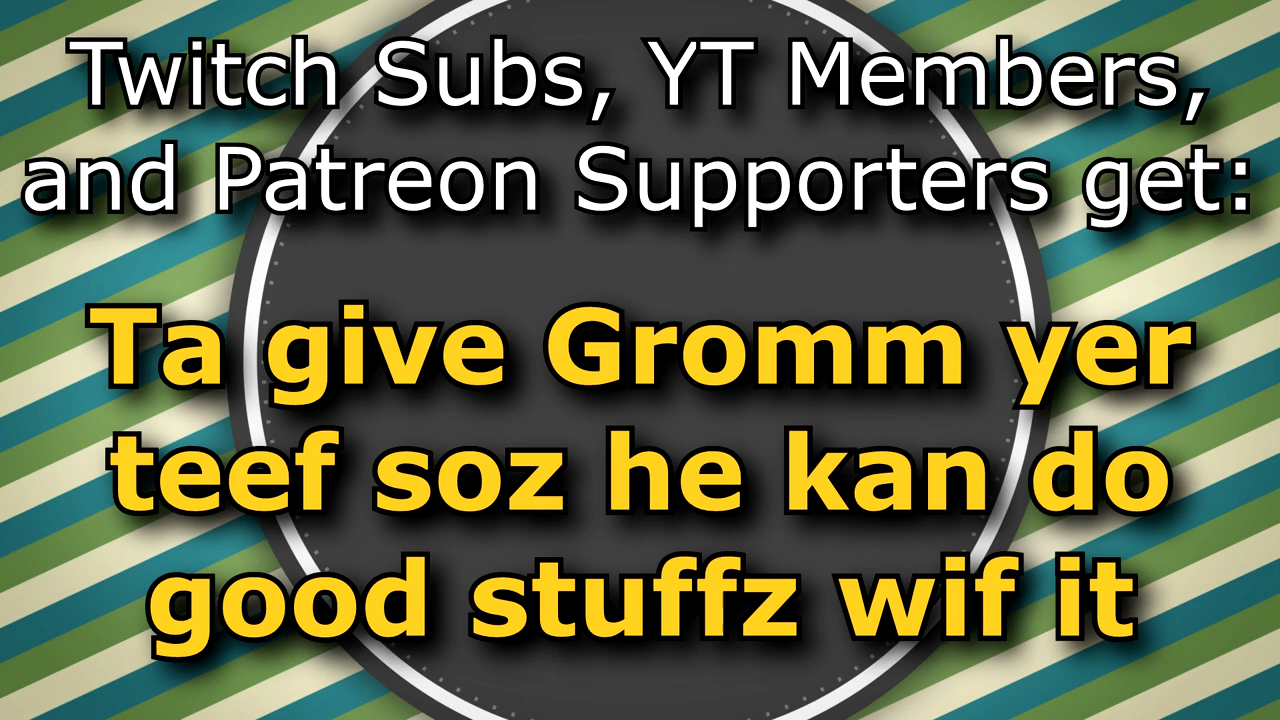 Twitch Subs, YT Members,
and Patreon Supporters get:
Ta give Gromm yer
teef soz he kan do
good stuffz wif it